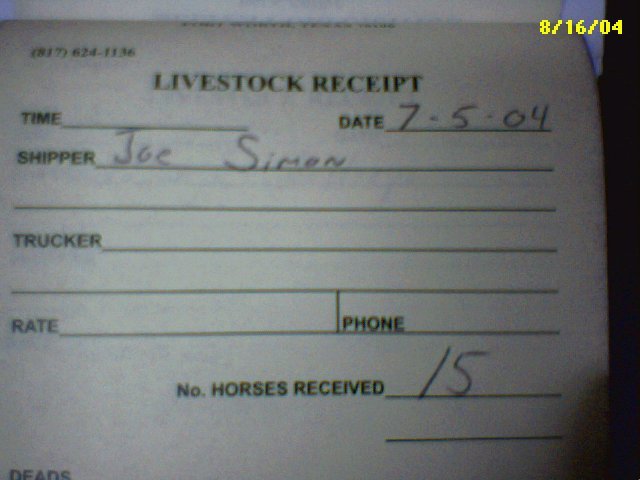 8/16/04
(817) 624-1136
LIVESTOCK RECEIPT
TIME DATE 7-5-04
SHIPPER Joe Simon
TRUCKER
RATE PHONE
No. HORSES RECEIVED 15
DEADS